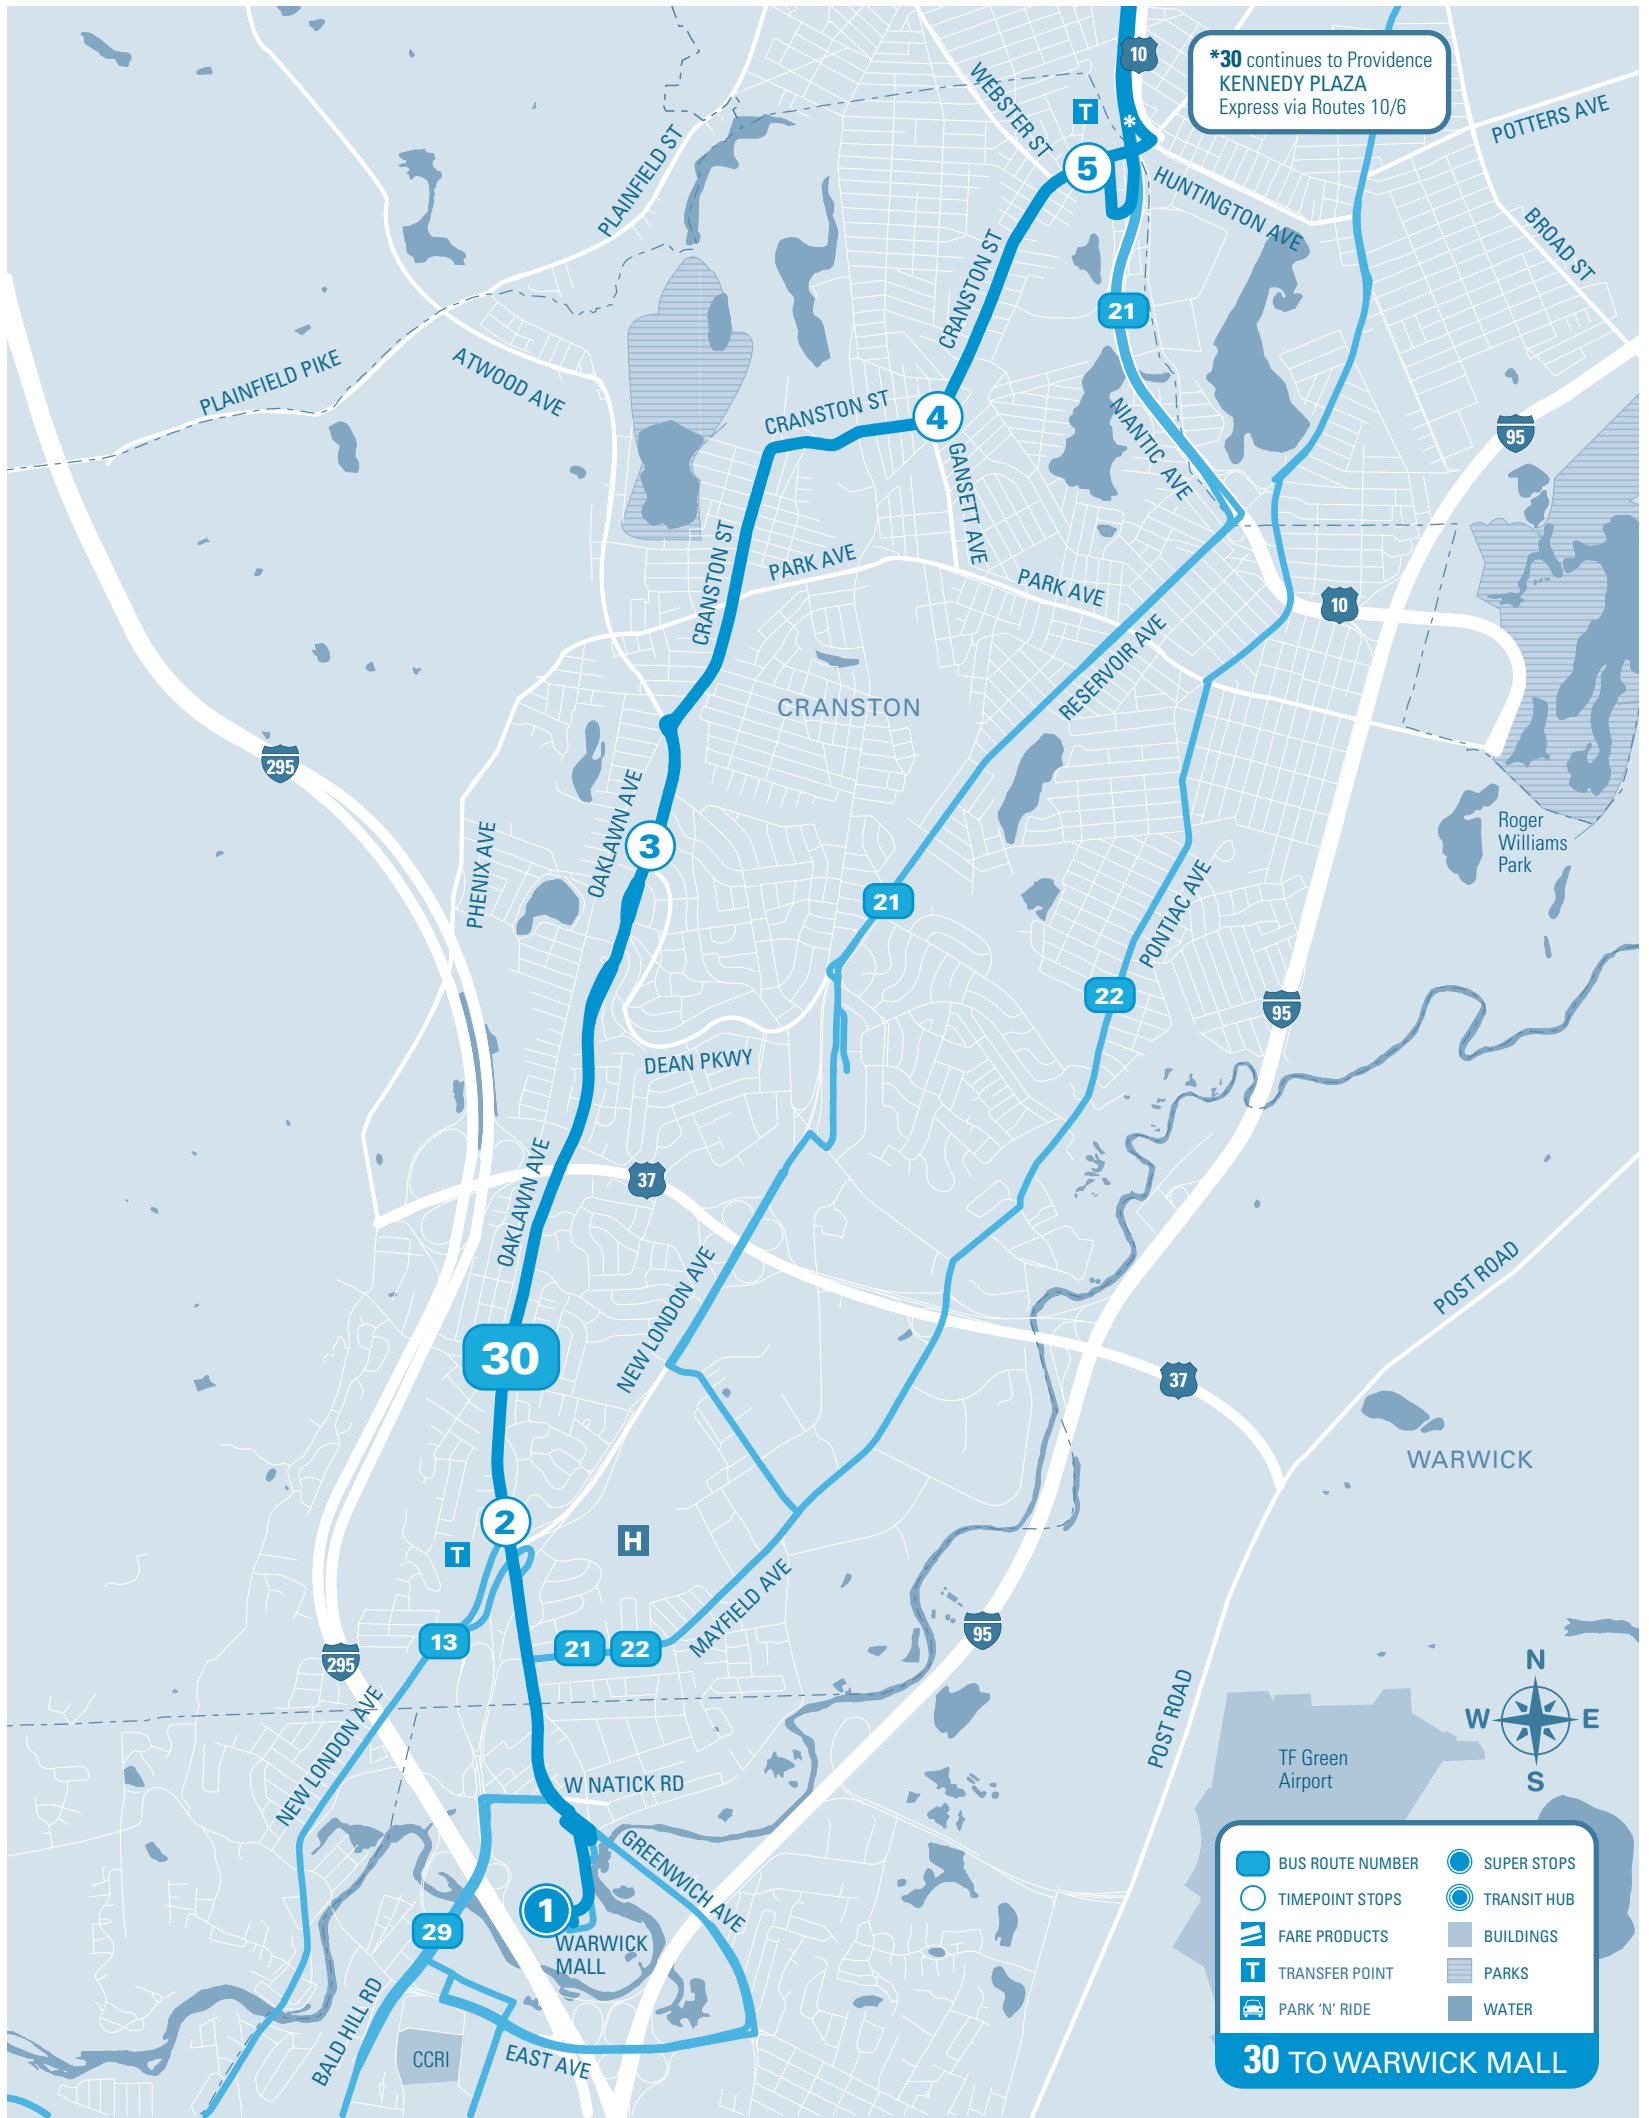 10
*30 continues to Providence
KENNEDY PLAZA
Express via Routes 10/6
WEBSTER ST
T
*
POTTERS AVE
PLAINFIELD ST
5
HUNTINGTON AVE
BROAD ST
CRANSTON ST
21
PLAINFIELD PIKE
ATWOOD AVE
CRANSTON ST
4
NIANTIC AVE
95
GANSETT AVE
CRANSTON ST
PARK AVE
PARK AVE
10
RESERVOIR AVE
CRANSTON
295
OAKLAWN AVE
3
PHENIX AVE
Roger
Williams
Park
21
PONTIAC AVE
22
95
DEAN PKWY
OAKLAWN AVE
37
NEW LONDON AVE
POST ROAD
30
37
WARWICK
2
T
H
MAYFIELD AVE
13
21
22
95
295
NEW LONDON AVE
POST ROAD
N
W
E
S
TF Green
Airport
W NATICK RD
GREENWICH AVE
1
WARWICK
MALL
29
BALD HILL RD
CCRI
EAST AVE
BUS ROUTE NUMBER
SUPER STOPS
TIMEPOINT STOPS
TRANSIT HUB
FARE PRODUCTS
BUILDINGS
T
TRANSFER POINT
PARKS
PARK 'N' RIDE
WATER
30 TO WARWICK MALL